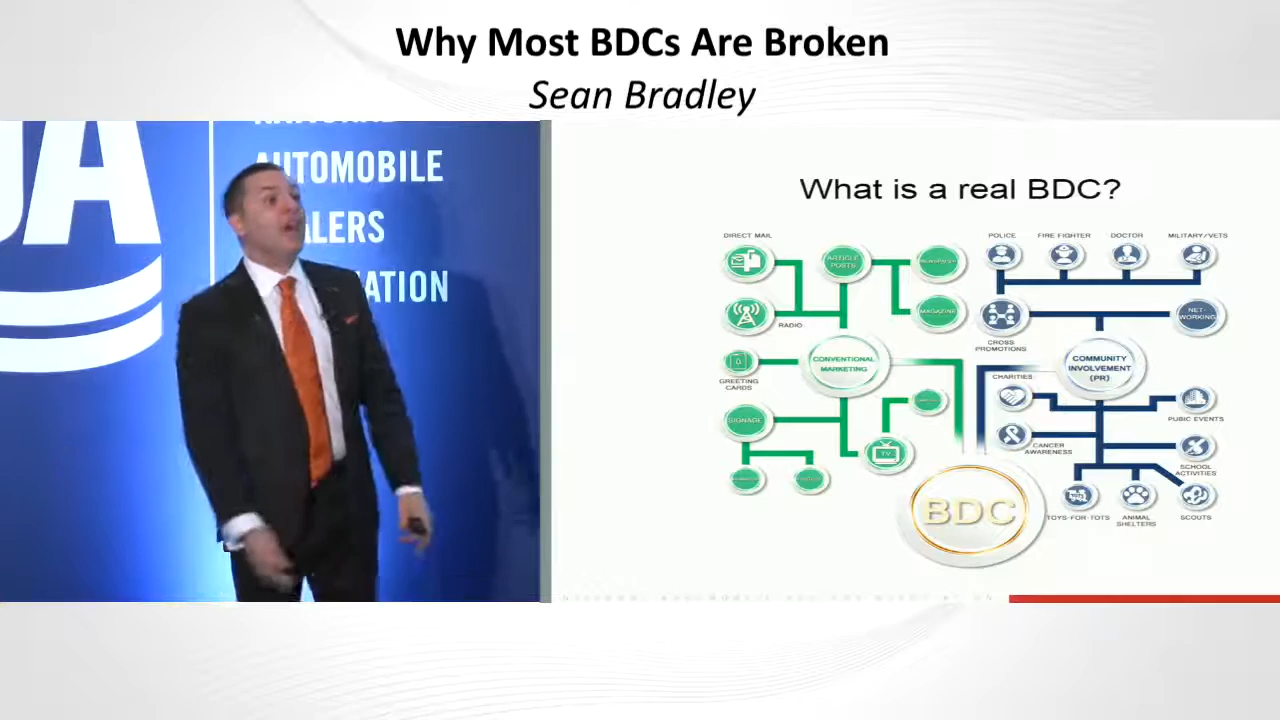 Why Most BDCs Are Broken
Sean Bradley
AUTOMOBILE
ALERS
ATION
What is a real BDC?
DIRECT MAIL
ARTICLE
POSTS
NEWSPAPER
RADIO
MAGAZINE
GREETING
CARDS
CONVENTIONAL
MARKETING
SIGNAGE
TV
BDC
POLICE
FIRE FIGHTER
DOCTOR
MILITARY/VETS
CROSS
PROMOTIONS
NET-
WORKING
COMMUNITY
INVOLVEMENT
(PR)
CHARITIES
PUBIC EVENTS
CANCER
AWARENESS
SCHOOL
ACTIVITIES
TOYS-FOR-TOTS
ANIMAL
SHELTERS
SCOUTS